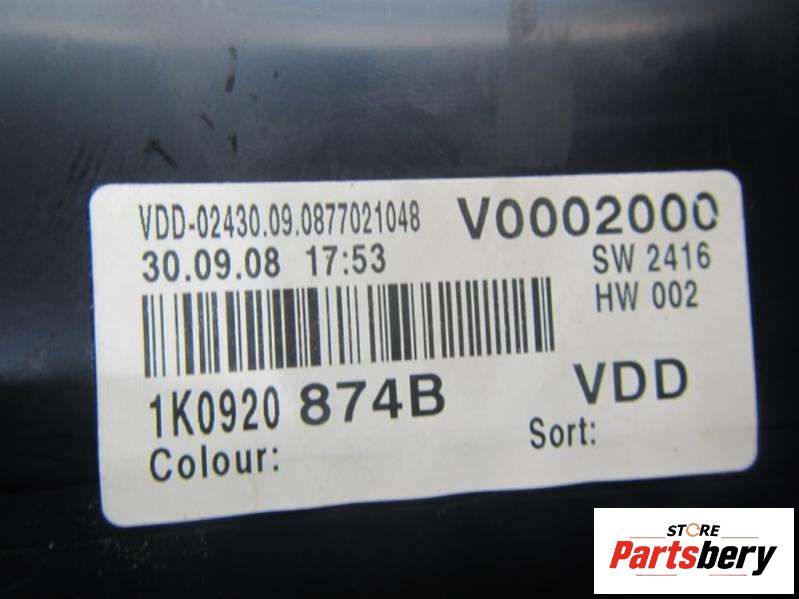 VDD-02430.09.0877021048 V0002000
30.09.08 17:53 SW 2416
HW 002
1K0920 874B VDD
Colour: Sort:
STORE
Partsbery